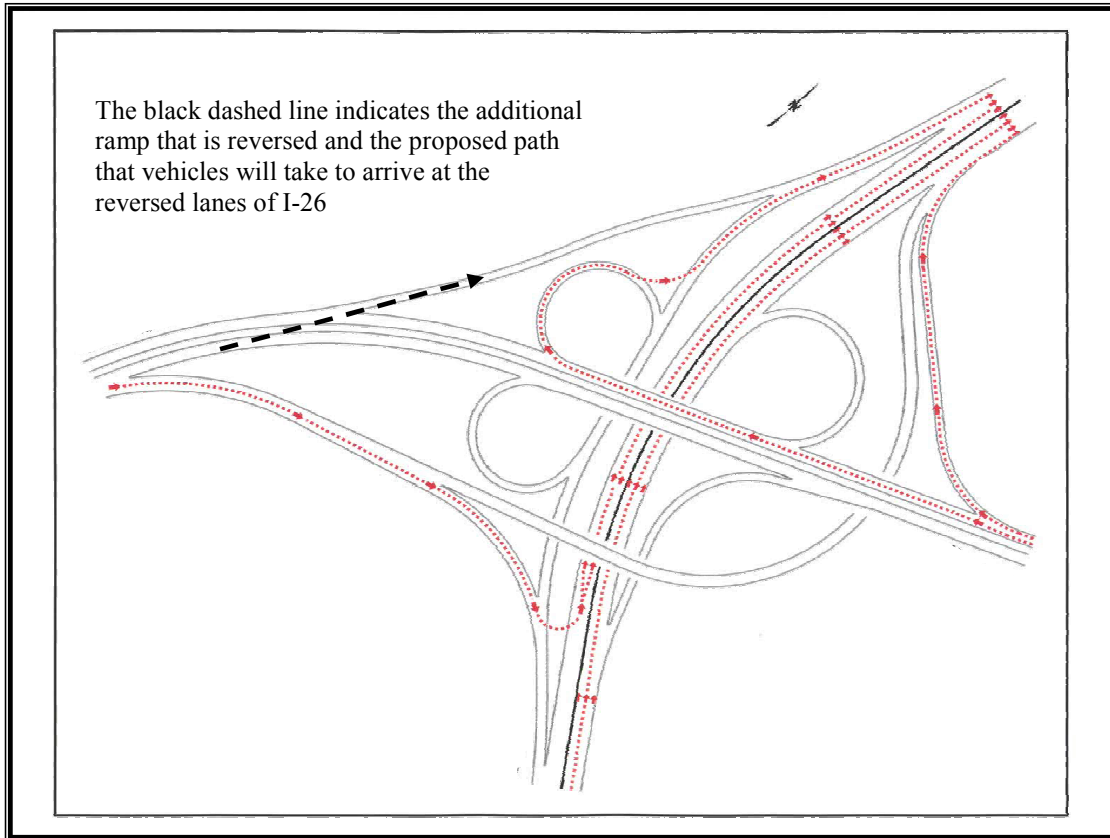 The black dashed line indicates the additional
ramp that is reversed and the proposed path
that vehicles will take to arrive at the
reversed lanes of I-26
N